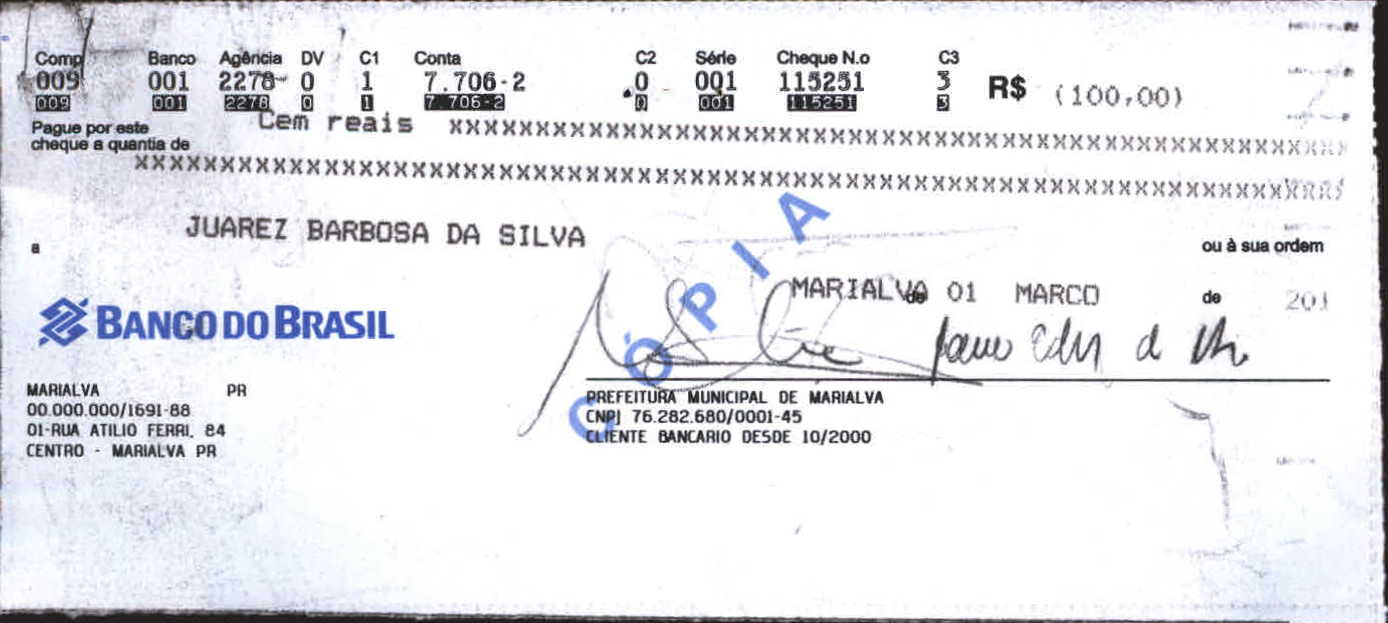 Comp Banco Agência DV C1 Conta C2 Série Cheque N.o C3
009 001 2278 0 1 7.706-2 0 001 115251 3 R$ (100,00)
009 001 2278 0 1 7.706-2 0 001 115251 3
Pague por este Cem reais xxxxxxxxxxxxxxxxxxxxxxxxxxxxxxxxxxxxxxxxxxxxxxxxxxxxxxxxxxxxxxx
cheque a quantia de
xxxxxxxxxxxxxxxxxxxxxxxxxxxxxxxxxxxxxxxxxxxxxxxxxxxxxxxxxxxxxxxxxxxxxxxxxxxxxxxxxxxxx
a JUAREZ BARBOSA DA SILVA ou à sua ordem
MARIALVA de 01 MARCO de 201
BANCO DO BRASIL
CÓPIA
MARIALVA PR
00.000.000/1691-88
01-RUA ATILIO FERRI, 84
CENTRO - MARIALVA PR
PREFEITURA MUNICIPAL DE MARIALVA
CNPJ 76.282.680/0001-45
CLIENTE BANCARIO DESDE 10/2000